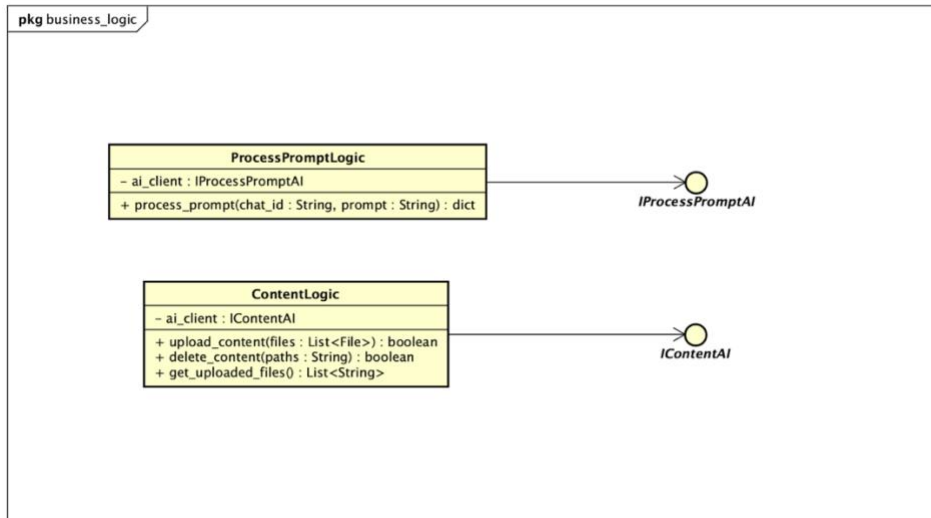 pkg business_logic
ProcessPromptLogic
- ai_client : IProcessPromptAI
+ process_prompt(chat_id : String, prompt : String) : dict
IProcessPromptAI
ContentLogic
- ai_client : IContentAI
+ upload_content(files : List<File>) : boolean
+ delete_content(paths : String) : boolean
+ get_uploaded_files() : List<String>
IContentAI